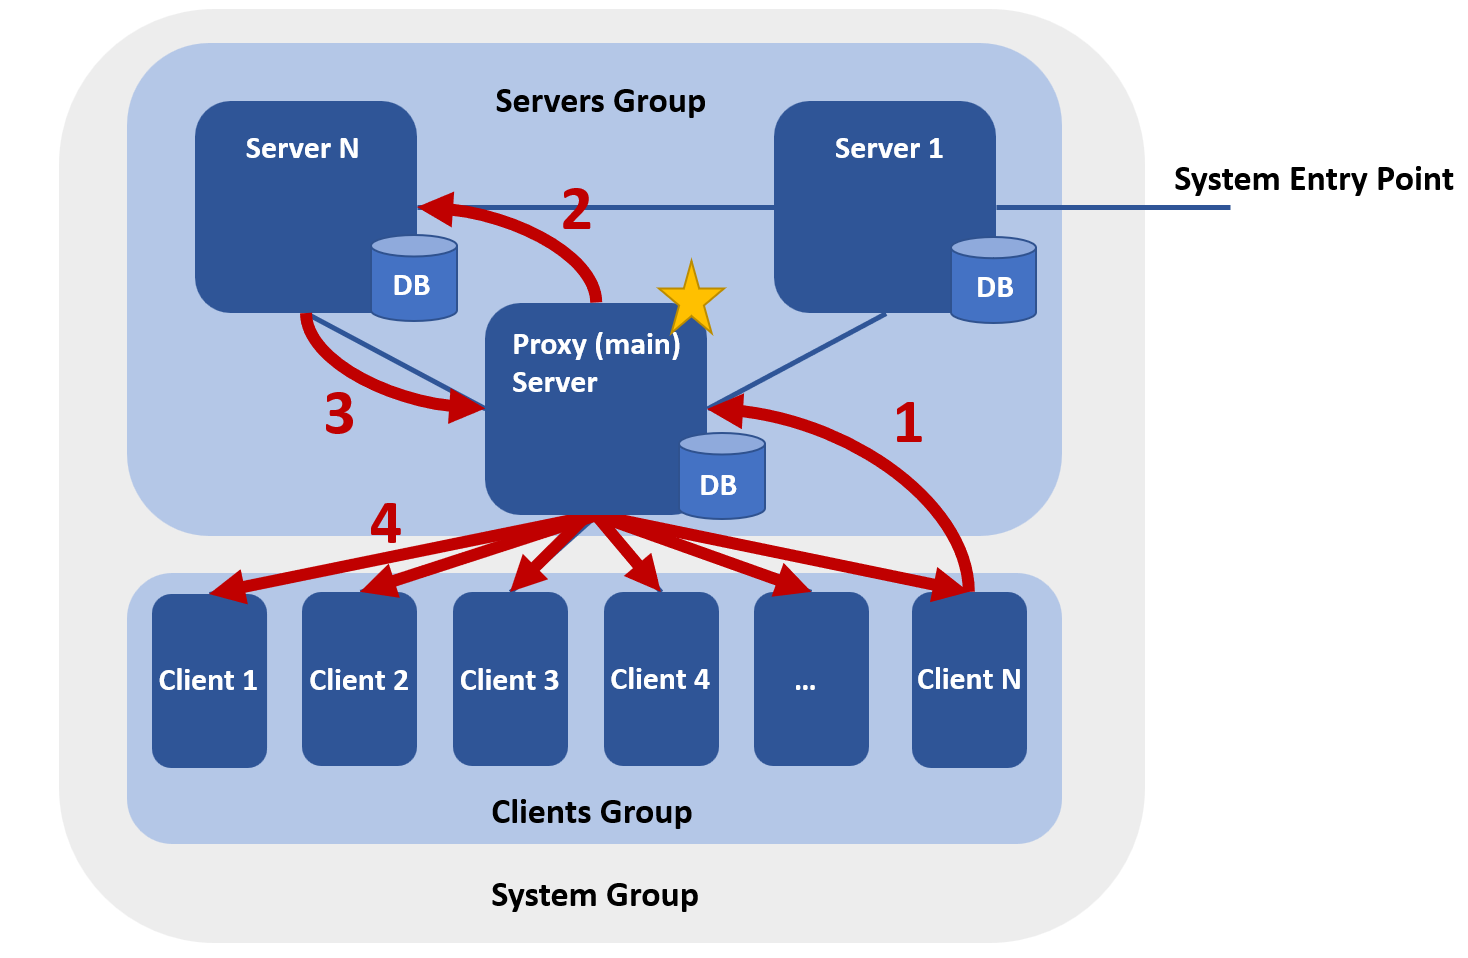 Servers Group
Server N
Server 1
System Entry Point
2
DB
DB
Proxy (main)
Server
3
1
DB
4
Client 1
Client 2
Client 3
Client 4
...
Client N
Clients Group
System Group